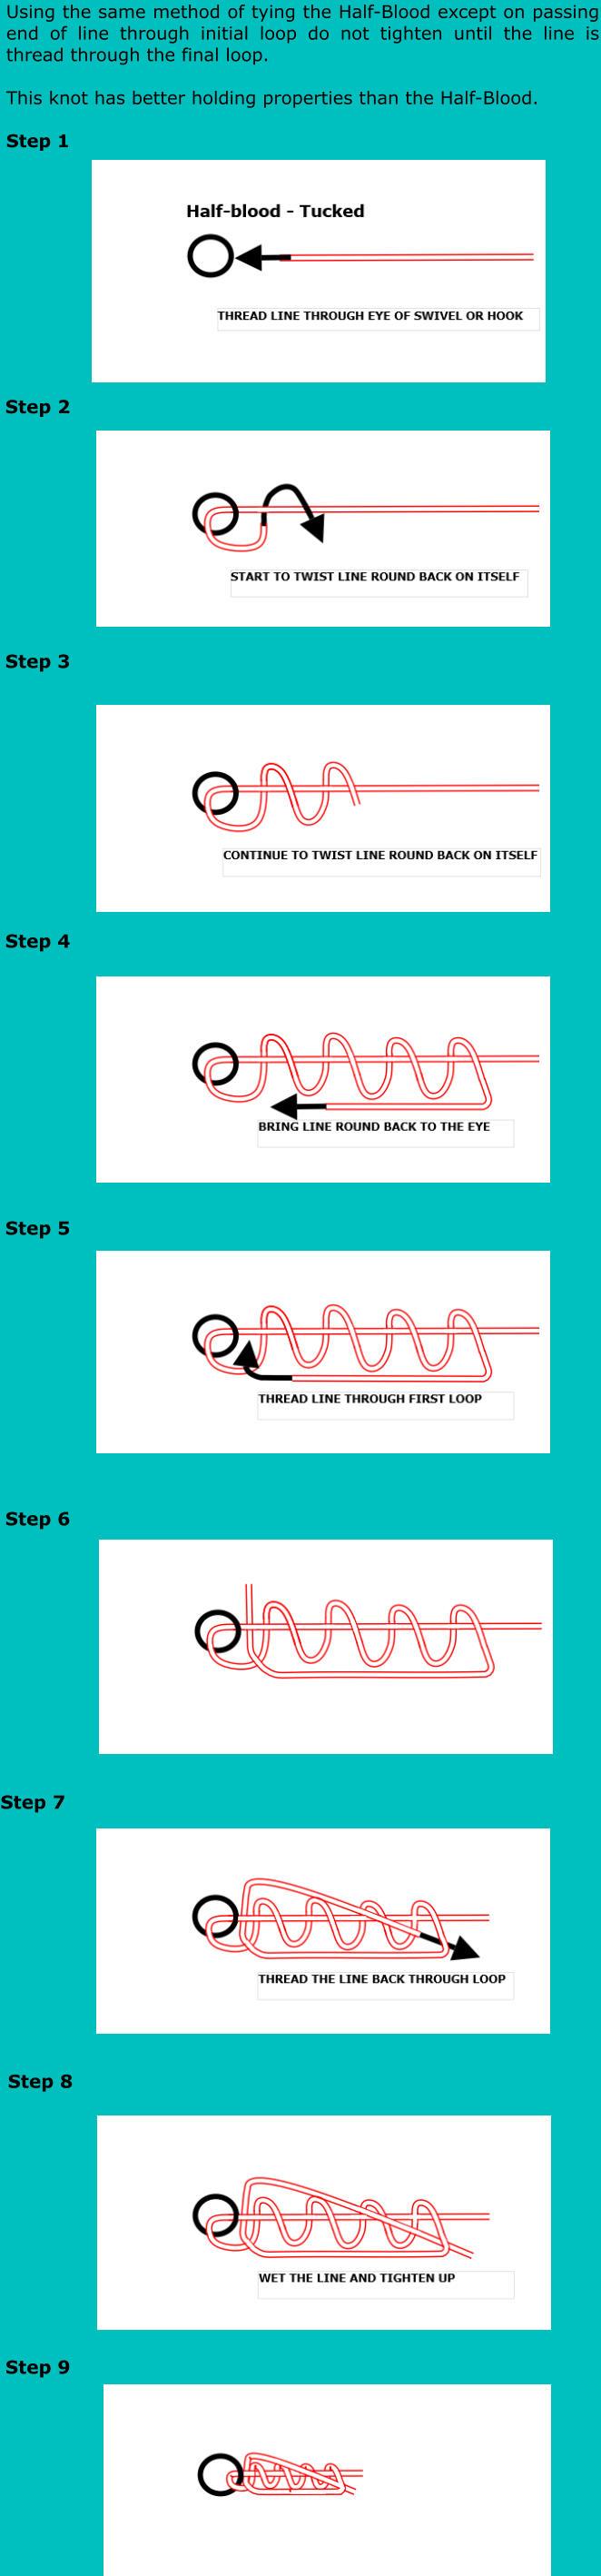 Using the same method of tying the Half-Blood except on passing
end of line through initial loop do not tighten until the line is
thread through the final loop.
This knot has better holding properties than the Half-Blood.
Step 1
Half-blood - Tucked
THREAD LINE THROUGH EYE OF SWIVEL OR HOOK
Step 2
START TO TWIST LINE ROUND BACK ON ITSELF
Step 3
CONTINUE TO TWIST LINE ROUND BACK ON ITSELF
Step 4
BRING LINE ROUND BACK TO THE EYE
Step 5
THREAD LINE THROUGH FIRST LOOP
Step 6
Step 7
THREAD THE LINE BACK THROUGH LOOP
Step 8
WET THE LINE AND TIGHTEN UP
Step 9